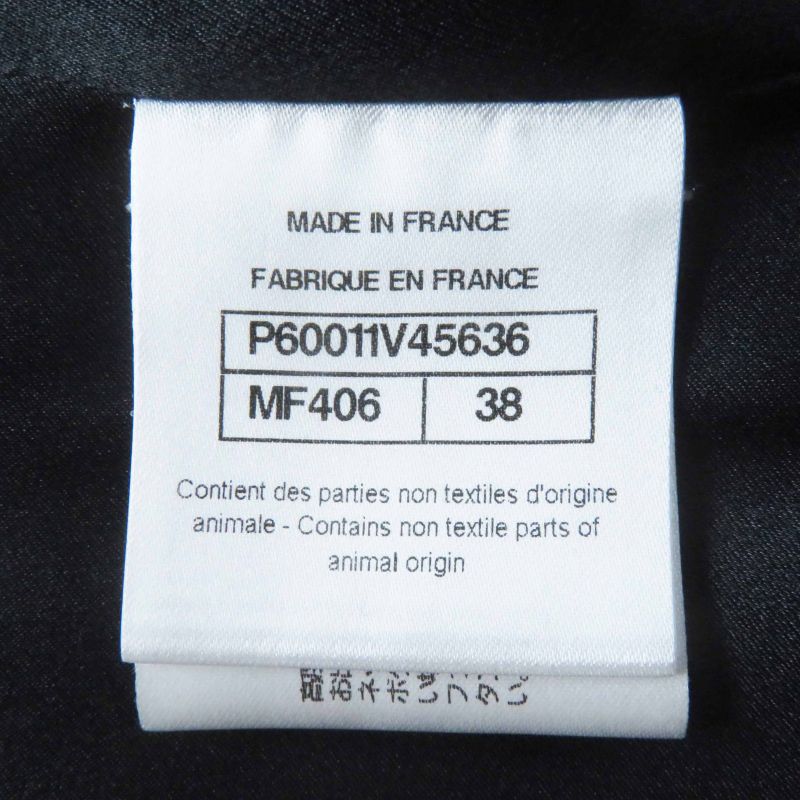 MADE IN FRANCE
FABRIQUE EN FRANCE
P60011V45636
MF406 38
Contient des parties non textiles d'origine
animale - Contains non textile parts of
animal origin